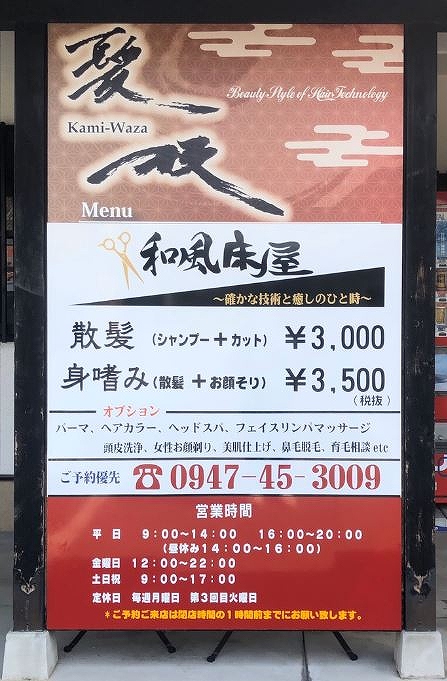 髪技
Kami-Waza
Beauty Style of Hair Technology
Menu
和風床屋
～確かな技術と癒しのひと時～
散髪（シャンプー＋カット）￥3,000
身嗜み（散髪＋お顔そり）￥3,500
（税抜）
オプション
パーマ、ヘアカラー、ヘッドスパ、フェイスリンパマッサージ
頭皮洗浄、女性お顔剃り、美肌仕上げ、鼻毛脱毛、育毛相談 etc
ご予約優先 ☎0947-45-3009
営業時間
平 日 9:00～14:00 16:00～20:00
（昼休み14:00～16:00）
金曜日 12:00～22:00
土日祝 9:00～17:00
定休日 毎週月曜日 第3回目火曜日
＊ご予約ご来店は閉店時間の1時間前までにお願い致します。